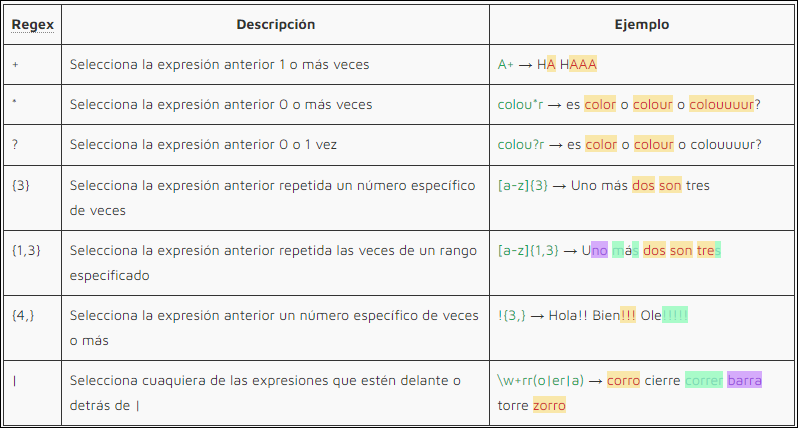 Regex Descripción Ejemplo
+ Selecciona la expresión anterior 1 o más veces A+ → HA HAAA
* Selecciona la expresión anterior 0 o más veces colou*r → es color o colour o colouuuur?
? Selecciona la expresión anterior 0 o 1 vez colou?r → es color o colour o colouuuur?
{3} Selecciona la expresión anterior repetida un número específico [a-z]{3} → Uno más dos son tres
de veces
{1,3} Selecciona la expresión anterior repetida las veces de un rango [a-z]{1,3} → Uno más dos son tres
especificado
{4,} Selecciona la expresión anterior un número específico de veces !{3,} → Hola!! Bien!!! Ole!!!!!
o más
| Selecciona cuaquiera de las expresiones que estén delante o \w+rr(o|er|a) → corro cierre correr barra
detrás de | torre zorro